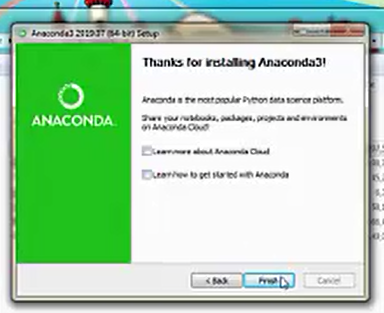 Anaconda3 2019.07 (64-bit) Setup
Thanks for installing Anaconda3!
ANACONDA.
Anaconda is the most popular Python data science platform.
Share your notebooks, packages, projects and environments
on Anaconda Cloud!
Learn more about Anaconda Cloud
Learn how to get started with Anaconda
< Back
Finish
Cancel